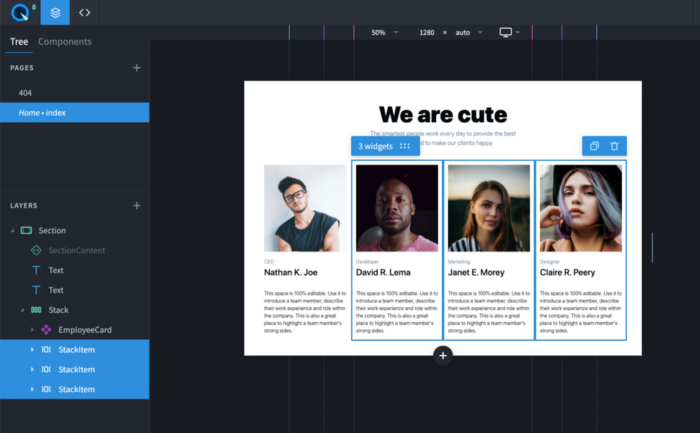 β
Tree Components
50% 1280 × auto
PAGES
404
Home • index
We are cute
The smartest people work every day to provide the best
d to make our clients happy
3 widgets
LAYERS
Section
SectionContent
Text
Text
Stack
EmployeeCard
StackItem
StackItem
StackItem
CEO
Nathan K. Joe
This space is 100% editable. Use it to
introduce a team member, describe
their work experience and role within
the company. This is also a great
place to highlight a team member's
strong sides.
Developer
David R. Lema
This space is 100% editable. Use it to
introduce a team member, describe
their work experience and role within
the company. This is also a great
place to highlight a team member's
strong sides.
Marketing
Janet E. Morey
This space is 100% editable. Use it to
introduce a team member, describe
their work experience and role within
the company. This is also a great
place to highlight a team member's
strong sides.
Designer
Claire R. Peery
This space is 100% editable. Use it to
introduce a team member, describe
their work experience and role within
the company. This is also a great
place to highlight a team member's
strong sides.